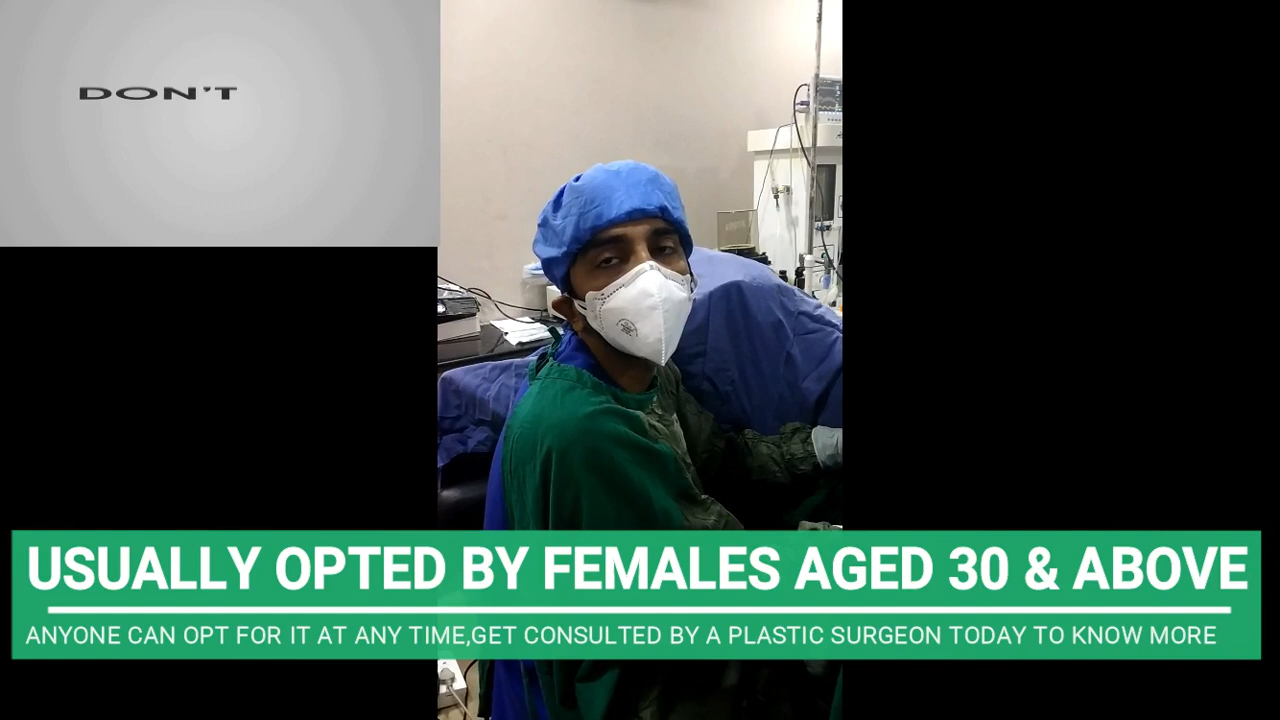 DON'T
USUALLY OPTED BY FEMALES AGED 30 & ABOVE
ANYONE CAN OPT FOR IT AT ANY TIME,GET CONSULTED BY A PLASTIC SURGEON TODAY TO KNOW MORE